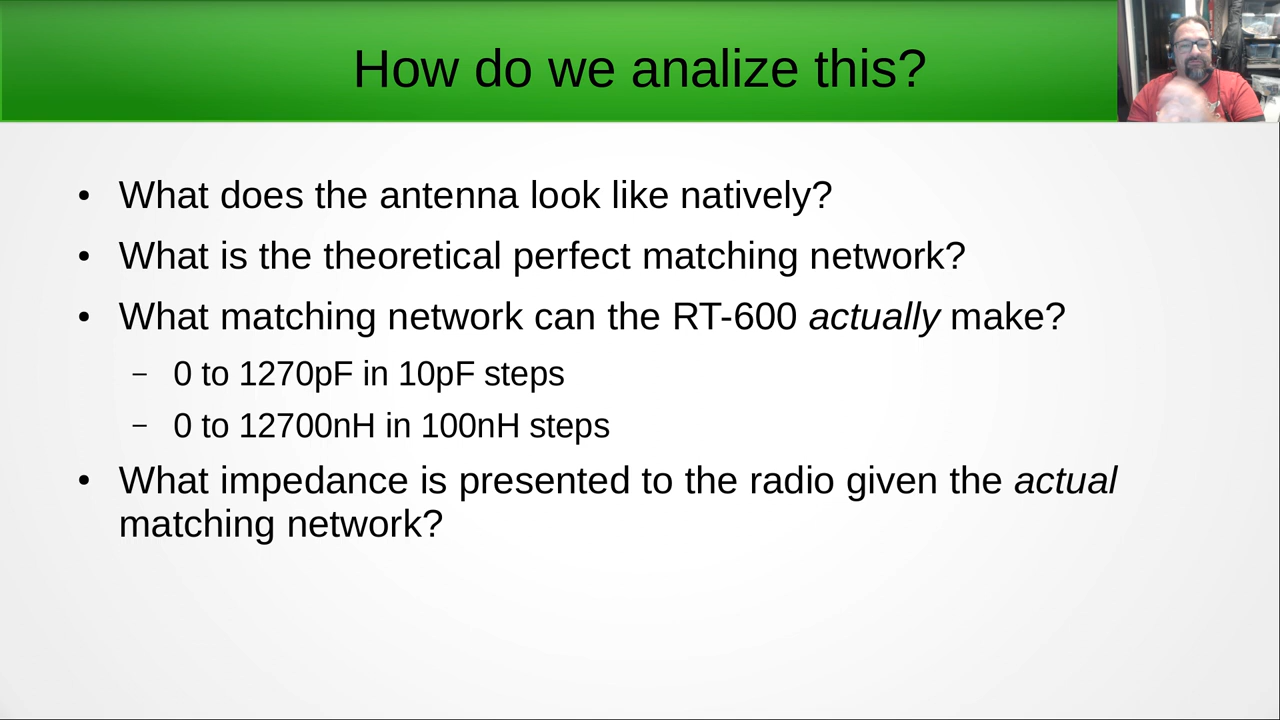 How do we analize this?
• What does the antenna look like natively?
• What is the theoretical perfect matching network?
• What matching network can the RT-600 actually make?
– 0 to 1270pF in 10pF steps
– 0 to 12700nH in 100nH steps
• What impedance is presented to the radio given the actual
matching network?